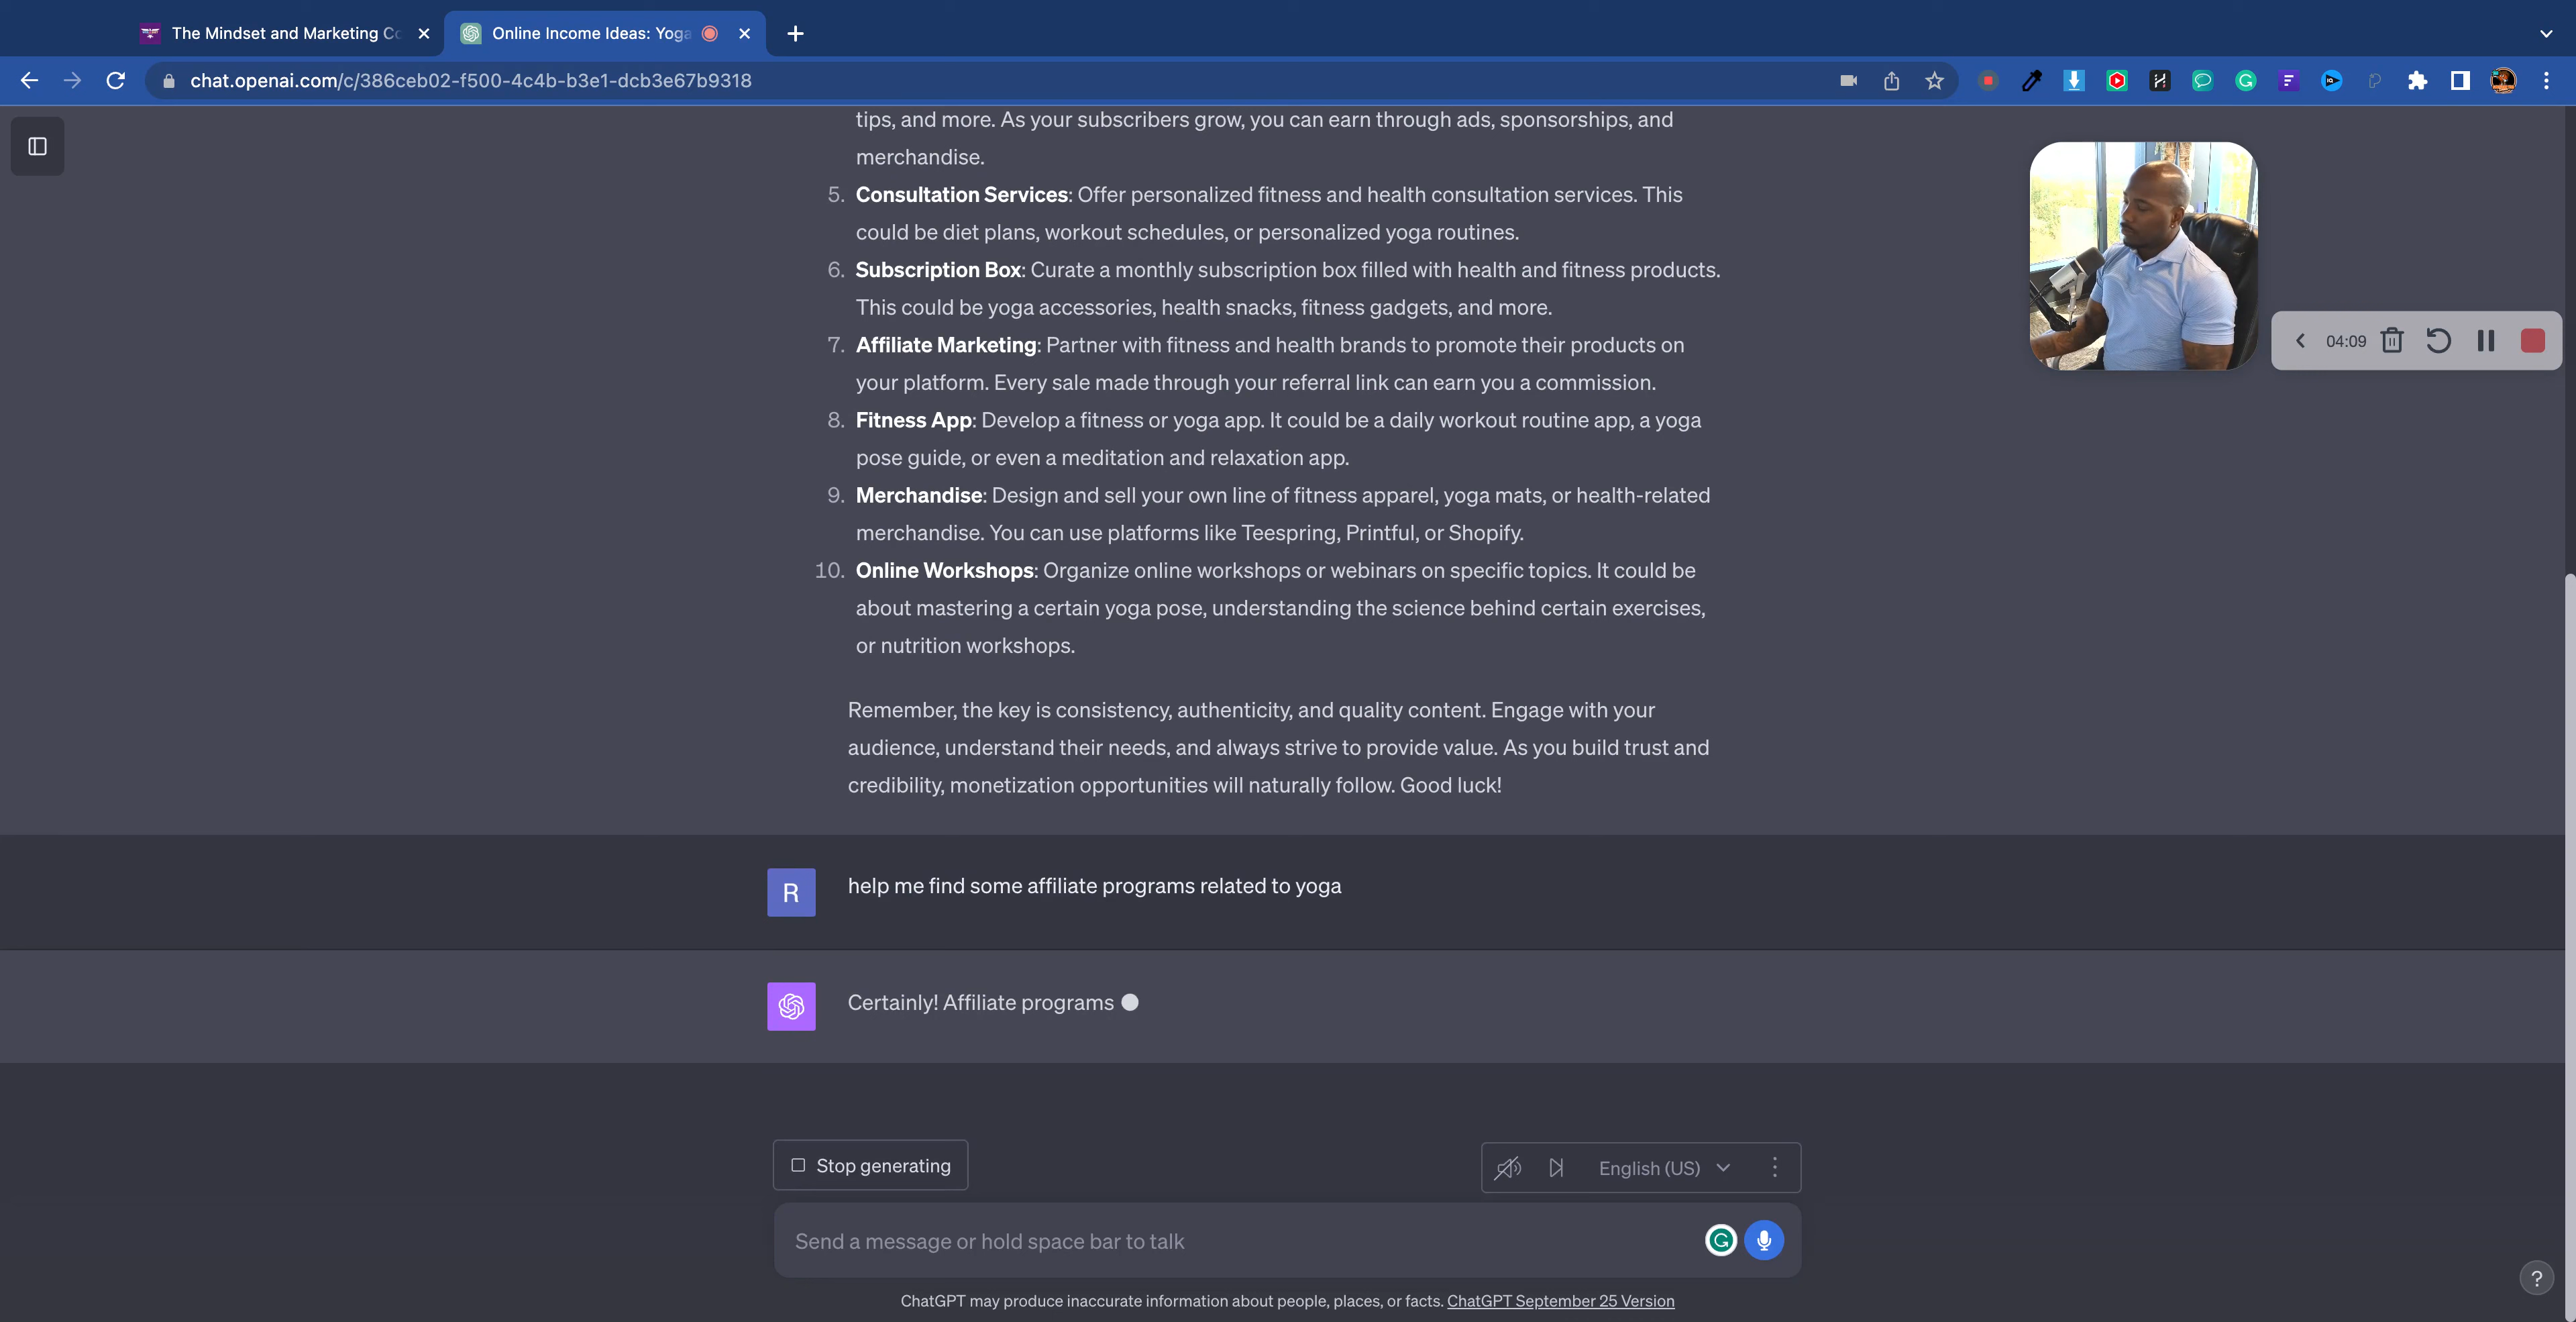 The Mindset and Marketing Co
Online Income Ideas: Yoga
chat.openai.com/c/386ceb02-f500-4c4b-b3e1-dcb3e67b9318
tips, and more. As your subscribers grow, you can earn through ads, sponsorships, and
merchandise.
5. Consultation Services: Offer personalized fitness and health consultation services. This
could be diet plans, workout schedules, or personalized yoga routines.
6. Subscription Box: Curate a monthly subscription box filled with health and fitness products.
This could be yoga accessories, health snacks, fitness gadgets, and more.
7. Affiliate Marketing: Partner with fitness and health brands to promote their products on
your platform. Every sale made through your referral link can earn you a commission.
04:09
8. Fitness App: Develop a fitness or yoga app. It could be a daily workout routine app, a yoga
pose guide, or even a meditation and relaxation app.
9. Merchandise: Design and sell your own line of fitness apparel, yoga mats, or health-related
merchandise. You can use platforms like Teespring, Printful, or Shopify.
10. Online Workshops: Organize online workshops or webinars on specific topics. It could be
about mastering a certain yoga pose, understanding the science behind certain exercises,
or nutrition workshops.
Remember, the key is consistency, authenticity, and quality content. Engage with your
audience, understand their needs, and always strive to provide value. As you build trust and
credibility, monetization opportunities will naturally follow. Good luck!
R help me find some affiliate programs related to yoga
Certainly! Affiliate programs
Stop generating
English (US)
Send a message or hold space bar to talk
ChatGPT may produce inaccurate information about people, places, or facts. ChatGPT September 25 Version
?